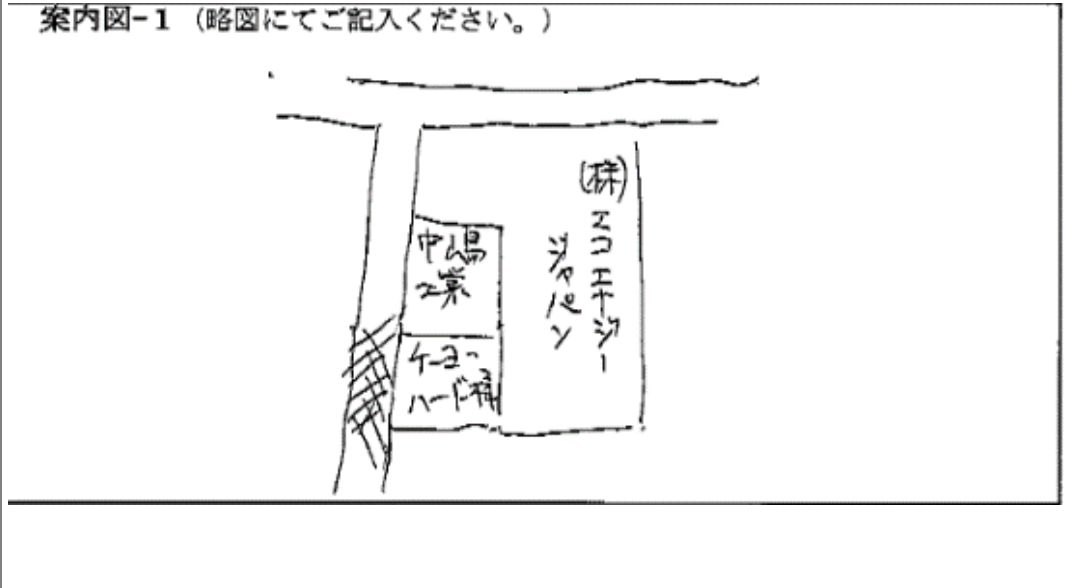 案内図-1 (略図にてご記入ください。)
(株)エコエナジー
ジャパン
中嶋
工業
ケーヨー
ハード